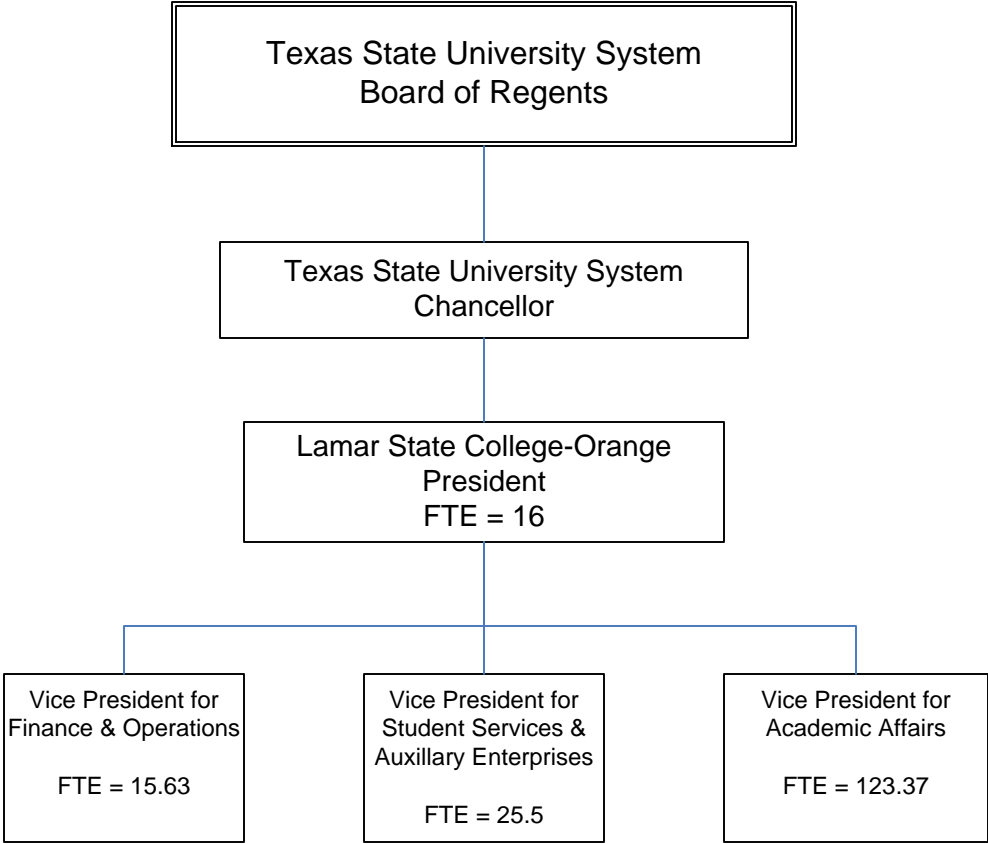 Texas State University System
Board of Regents
Texas State University System
Chancellor
Lamar State College-Orange
President
FTE = 16
Vice President for
Finance & Operations
FTE = 15.63
Vice President for
Student Services &
Auxillary Enterprises
FTE = 25.5
Vice President for
Academic Affairs
FTE = 123.37